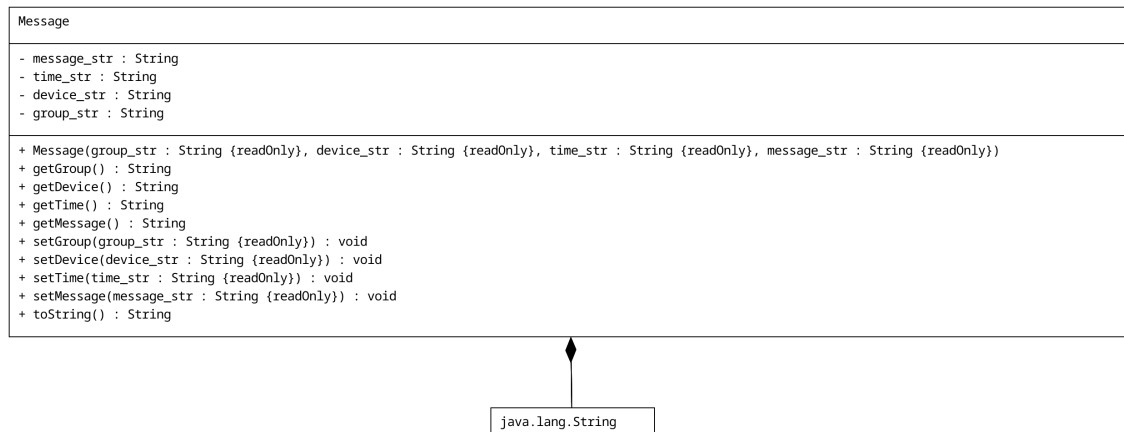 Message
- message_str : String
- time_str : String
- device_str : String
- group_str : String
+ Message(group_str : String {readOnly}, device_str : String {readOnly}, time_str : String {readOnly}, message_str : String {readOnly})
+ getGroup() : String
+ getDevice() : String
+ getTime() : String
+ getMessage() : String
+ setGroup(group_str : String {readOnly}) : void
+ setDevice(device_str : String {readOnly}) : void
+ setTime(time_str : String {readOnly}) : void
+ setMessage(message_str : String {readOnly}) : void
+ toString() : String
java.lang.String